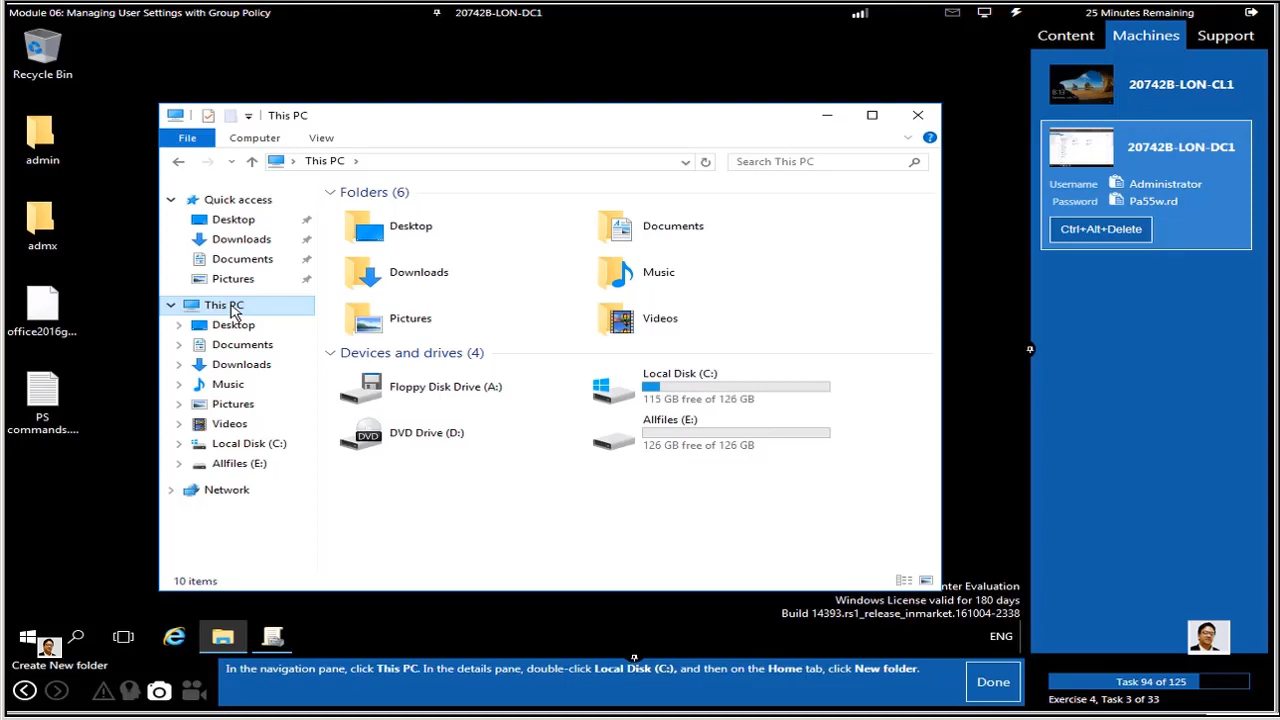 Module 06: Managing User Settings with Group Policy
20742B-LON-DC1
25 Minutes Remaining
Content
Machines
Support
Recycle Bin
admin
admx
office2016g...
PS
commands....
This PC
File
Computer
View
This PC
Search This PC
Quick access
Desktop
Downloads
Documents
Pictures
This PC
Desktop
Documents
Downloads
Music
Pictures
Videos
Local Disk (C:)
Allfiles (E:)
Network
Folders (6)
Desktop
Documents
Downloads
Music
Pictures
Videos
Devices and drives (4)
Floppy Disk Drive (A:)
Local Disk (C:)
115 GB free of 126 GB
DVD
DVD Drive (D:)
Allfiles (E:)
126 GB free of 126 GB
10 items
20742B-LON-CL1
20742B-LON-DC1
Username
Administrator
Password
Pa55w.rd
Ctrl+Alt+Delete
nter Evaluation
Windows License valid for 180 days
Build 14393.rs1_release_inmarket.161004-2338
ENG
Create New folder
In the navigation pane, click This PC. In the details pane, double-click Local Disk (C:), and then on the Home tab, click New folder.
Done
Task 94 of 125
Exercise 4, Task 3 of 33